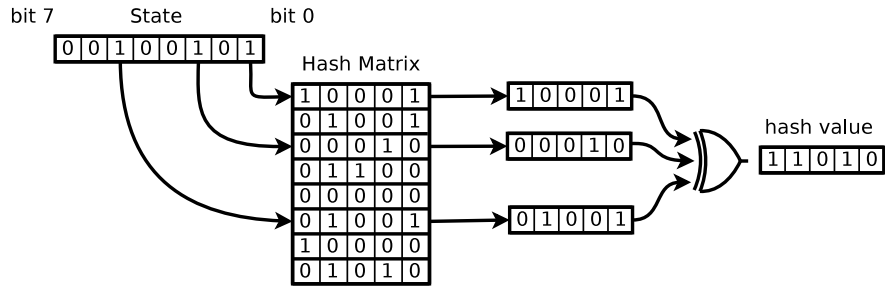 bit 7 State bit 0
0 0 1 0 0 1 0 1
Hash Matrix
1 0 0 0 1
0 1 0 0 1
0 0 0 1 0
0 1 1 0 0
0 0 0 0 0
0 1 0 0 1
1 0 0 0 0
0 1 0 1 0
1 0 0 0 1
0 0 0 1 0
0 1 0 0 1
hash value
1 1 0 1 0